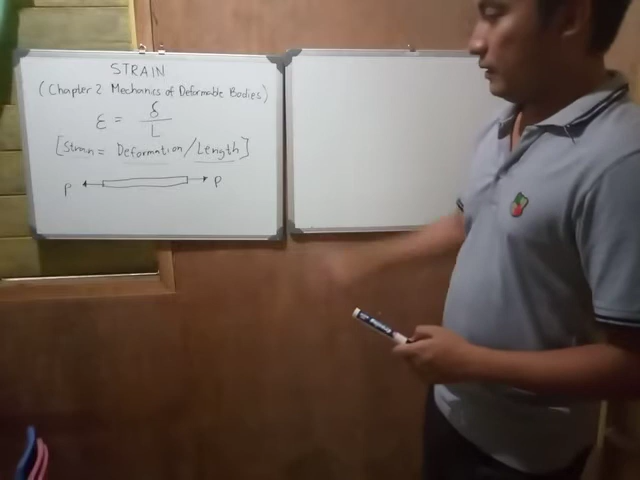 STRAIN
(Chapter 2 Mechanics of Deformable Bodies)
ε = δ / L
[Strain = Deformation / Length]
P P